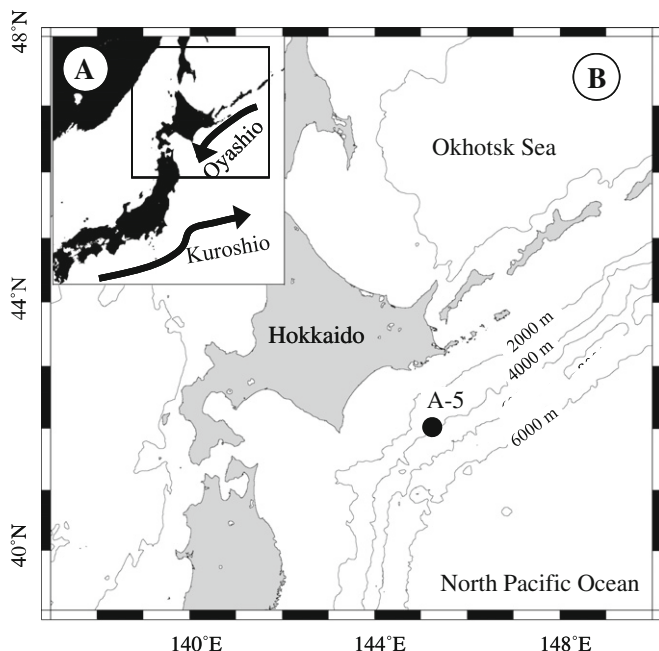 48˚N
A
B
Oyashio
Okhotsk Sea
Kuroshio
44˚N
Hokkaido
2000 m
4000 m
A-5
6000 m
40˚N
North Pacific Ocean
140˚E
144˚E
148˚E